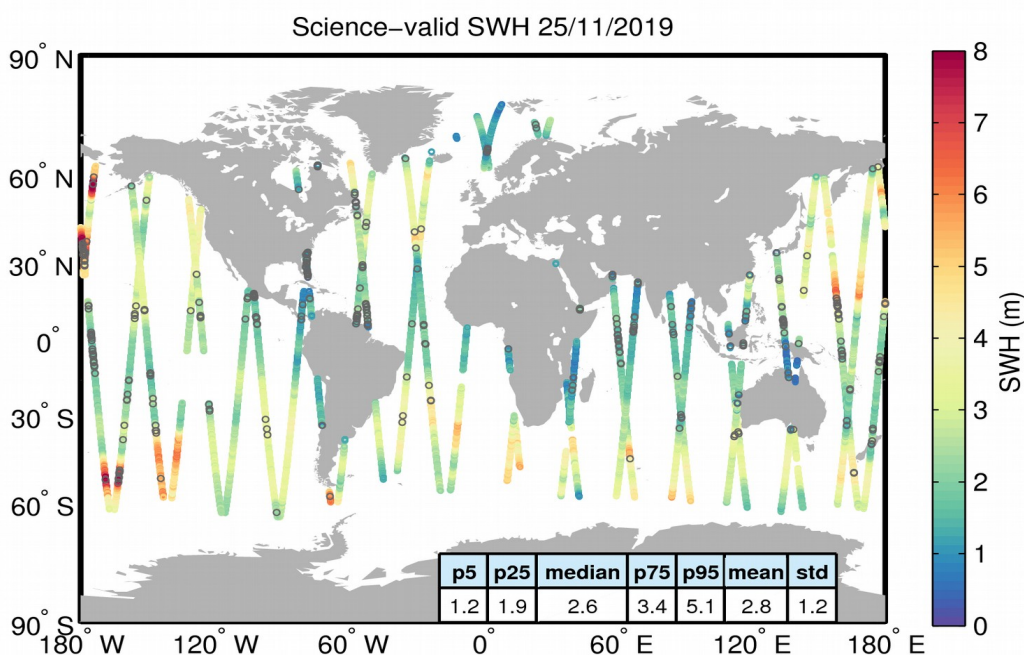 Science−valid SWH 25/11/2019
90° N
60° N
30° N
0°
30° S
60° S
90° S
180° W
120° W
60° W
0°
60° E
120° E
180° E
p5 p25 median p75 p95 mean std
1.2 1.9 2.6 3.4 5.1 2.8 1.2
8
7
6
5
4
3
2
1
0
SWH (m)